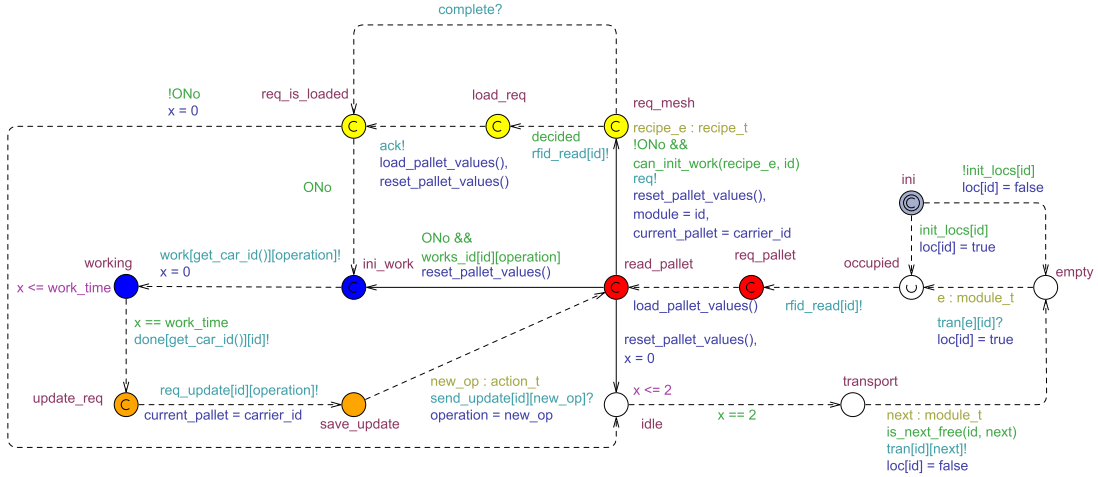 complete?
!ONo
x = 0
req_is_loaded
load_req
req_mesh
recipe_e : recipe_t
!ONo &&
can_init_work(recipe_e, id)
req!
reset_pallet_values(),
module = id,
current_pallet = carrier_id
C
C
C
decided
rfid_read[id]!
ack!
load_pallet_values(),
reset_pallet_values()
ONo
ini
C
!init_locs[id]
loc[id] = false
init_locs[id]
loc[id] = true
working
x <= work_time
work[get_car_id()][operation]!
x = 0
ini_work
C
ONo &&
works_id[id][operation]
reset_pallet_values()
read_pallet
C
load_pallet_values()
req_pallet
C
rfid_read[id]!
occupied
U
e : module_t
tran[e][id]?
loc[id] = true
empty
x == work_time
done[get_car_id()][id]!
reset_pallet_values(),
x = 0
update_req
C
req_update[id][operation]!
current_pallet = carrier_id
save_update
new_op : action_t
send_update[id][new_op]?
operation = new_op
x <= 2
idle
x == 2
transport
next : module_t
is_next_free(id, next)
tran[id][next]!
loc[id] = false